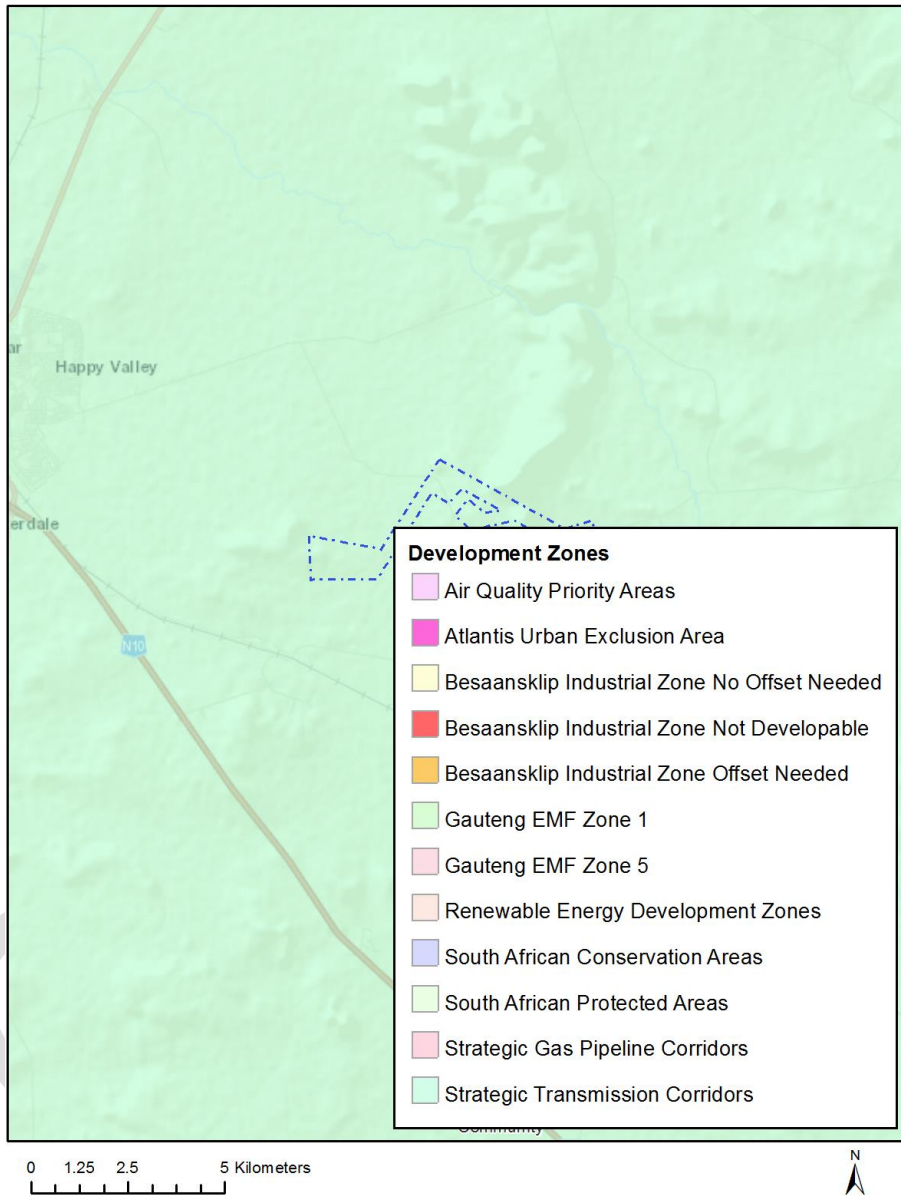 ar
Happy Valley
erdale
N10
Development Zones
Air Quality Priority Areas
Atlantis Urban Exclusion Area
Besaansklip Industrial Zone No Offset Needed
Besaansklip Industrial Zone Not Developable
Besaansklip Industrial Zone Offset Needed
Gauteng EMF Zone 1
Gauteng EMF Zone 5
Renewable Energy Development Zones
South African Conservation Areas
South African Protected Areas
Strategic Gas Pipeline Corridors
Strategic Transmission Corridors
Community
0 1.25 2.5 5 Kilometers
N